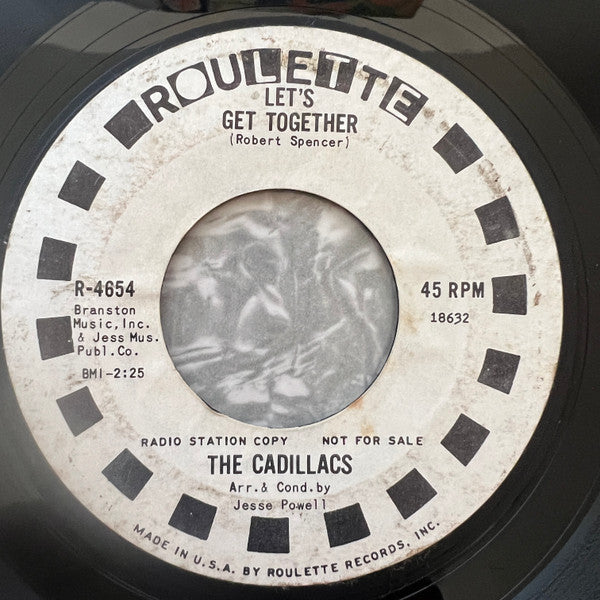 ROULETTE
LET'S
GET TOGETHER
(Robert Spencer)
R-4654
Branston
Music, Inc.
& Jess Mus.
Publ.Co.
BMI-2:25
45 RPM
18632
RADIO STATION COPY NOT FOR SALE
THE CADILLACS
Arr.& Cond.by
Jesse Powell
MADE IN U.S.A. BY ROULETTE RECORDS, INC.